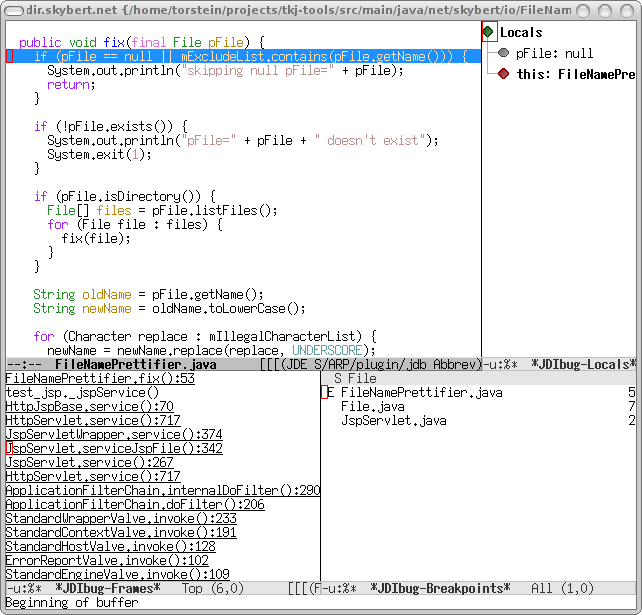 dir.skybert.net {/home/torstein/projects/tkj-tools/src/main/java/net/skybert/io/FileNam
public void fix(final File pFile) {
if (pFile == null || mExcludeList.contains(pFile.getName())) {
System.out.println("skipping null pFile=" + pFile);
return;
}
if (!pFile.exists()) {
System.out.println("pFile=" + pFile + " doesn't exist");
System.exit(1);
}
if (pFile.isDirectory()) {
File[] files = pFile.listFiles();
for (File file : files) {
fix(file);
}
}
String oldName = pFile.getName();
String newName = oldName.toLowerCase();
for (Character replace : mIllegalCharacterList) {
newName = newName.replace(replace, UNDERSCORE);
--:--  FileNamePrettifier.java      [[[(JDE S/ARP/plugin/.jdb Abbrev)
Locals
pFile: null
this: FileNamePre
-u:%*  *JDIbug-Locals*
FileNamePrettifier.fix():53
test_jsp._jspService()
HttpJspBase.service():70
HttpServlet.service():717
JspServletWrapper.service():374
JspServlet.serviceJspFile():342
JspServlet.service():267
HttpServlet.service():717
ApplicationFilterChain.internalDoFilter():290
ApplicationFilterChain.doFilter():206
StandardWrapperValve.invoke():233
StandardContextValve.invoke():191
StandardHostValve.invoke():128
ErrorReportValve.invoke():102
StandardEngineValve.invoke():109
-u:%*  *JDIbug-Frames*   Top (6,0)      [[[(F
S File
E FileNamePrettifier.java 5
File.java 7
JspServlet.java 2
-u:%*  *JDIbug-Breakpoints*   All (1,0)
Beginning of buffer